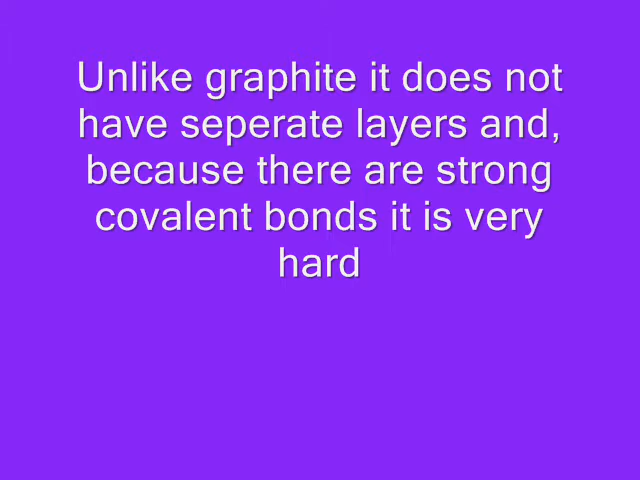 Unlike graphite it does not
have seperate layers and,
because there are strong
covalent bonds it is very
hard